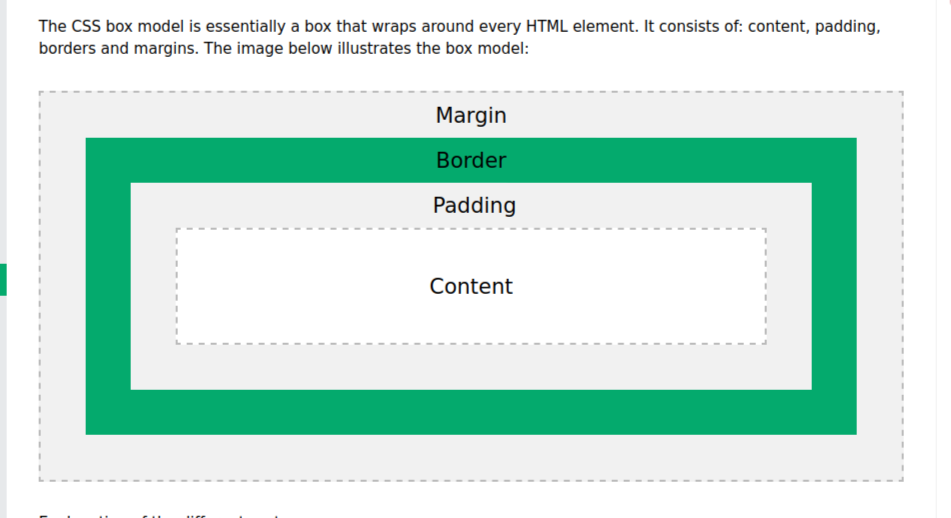 The CSS box model is essentially a box that wraps around every HTML element. It consists of: content, padding,
borders and margins. The image below illustrates the box model:
Margin
Border
Padding
Content